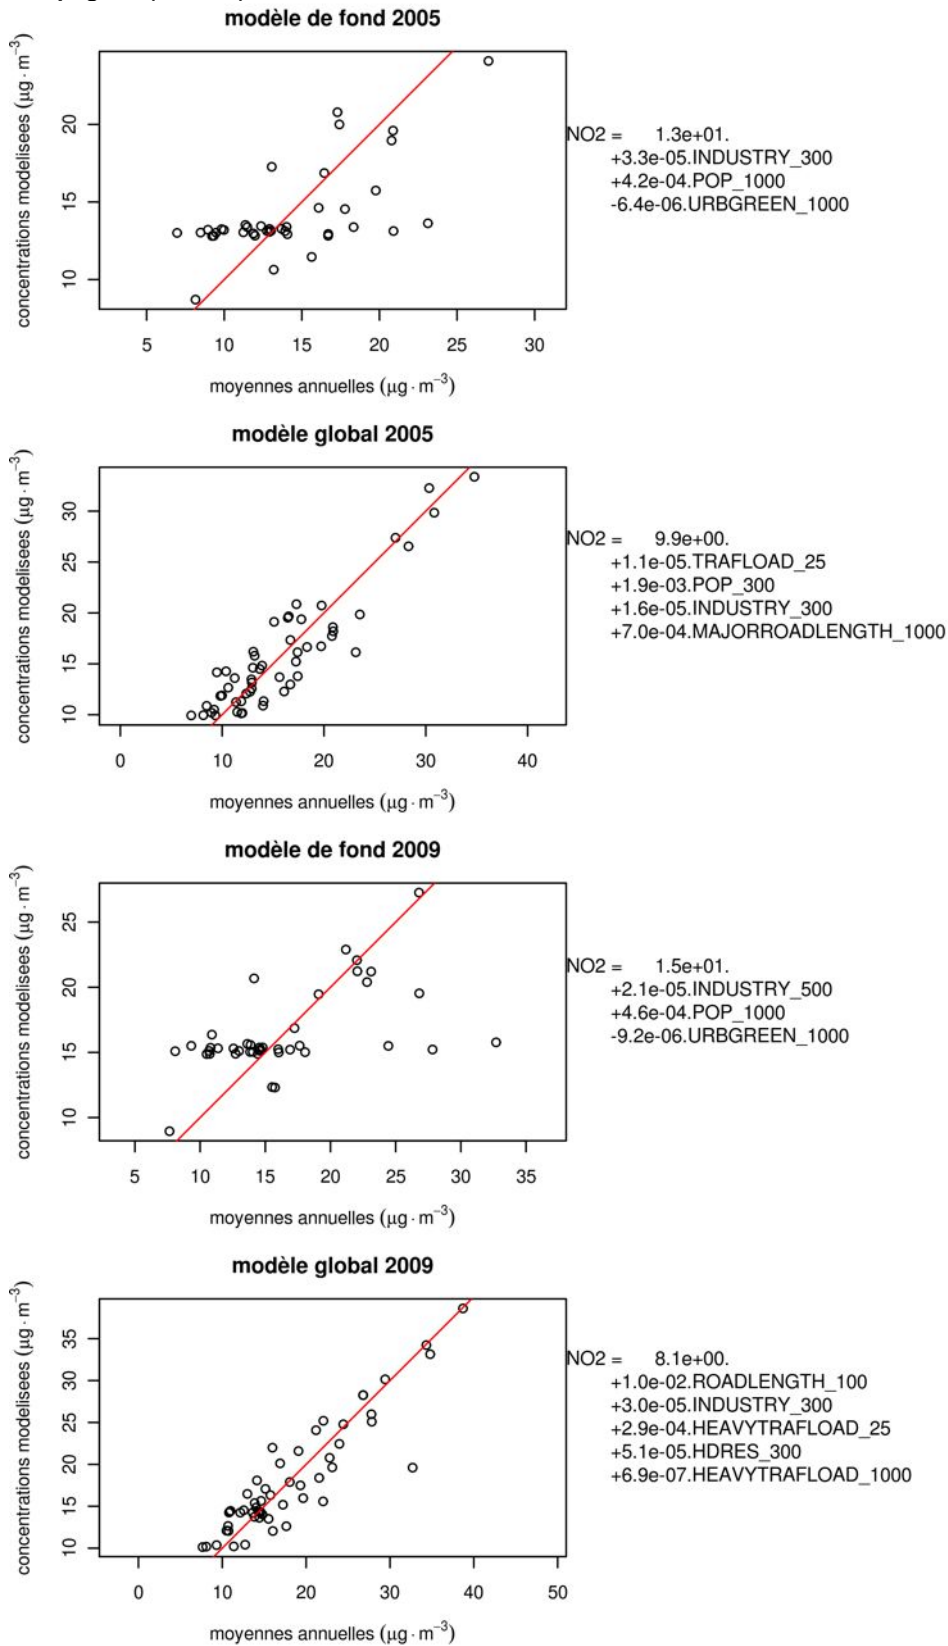 modèle de fond 2005
concentrations modelisees (μg · m⁻³)
20
15
10
5 10 15 20 25 30
moyennes annuelles (μg · m⁻³)
NO2 = 1.3e+01.
+3.3e-05.INDUSTRY_300
+4.2e-04.POP_1000
-6.4e-06.URBGREEN_1000
modèle global 2005
concentrations modelisees (μg · m⁻³)
30
25
20
15
10
0 10 20 30 40
moyennes annuelles (μg · m⁻³)
NO2 = 9.9e+00.
+1.1e-05.TRAFLOAD_25
+1.9e-03.POP_300
+1.6e-05.INDUSTRY_300
+7.0e-04.MAJORROADLENGTH_1000
modèle de fond 2009
concentrations modelisees (μg · m⁻³)
25
20
15
10
5 10 15 20 25 30 35
moyennes annuelles (μg · m⁻³)
NO2 = 1.5e+01.
+2.1e-05.INDUSTRY_500
+4.6e-04.POP_1000
-9.2e-06.URBGREEN_1000
modèle global 2009
concentrations modelisees (μg · m⁻³)
35
30
25
20
15
10
0 10 20 30 40 50
moyennes annuelles (μg · m⁻³)
NO2 = 8.1e+00.
+1.0e-02.ROADLENGTH_100
+3.0e-05.INDUSTRY_300
+2.9e-04.HEAVYTRAFLOAD_25
+5.1e-05.HDRES_300
+6.9e-07.HEAVYTRAFLOAD_1000